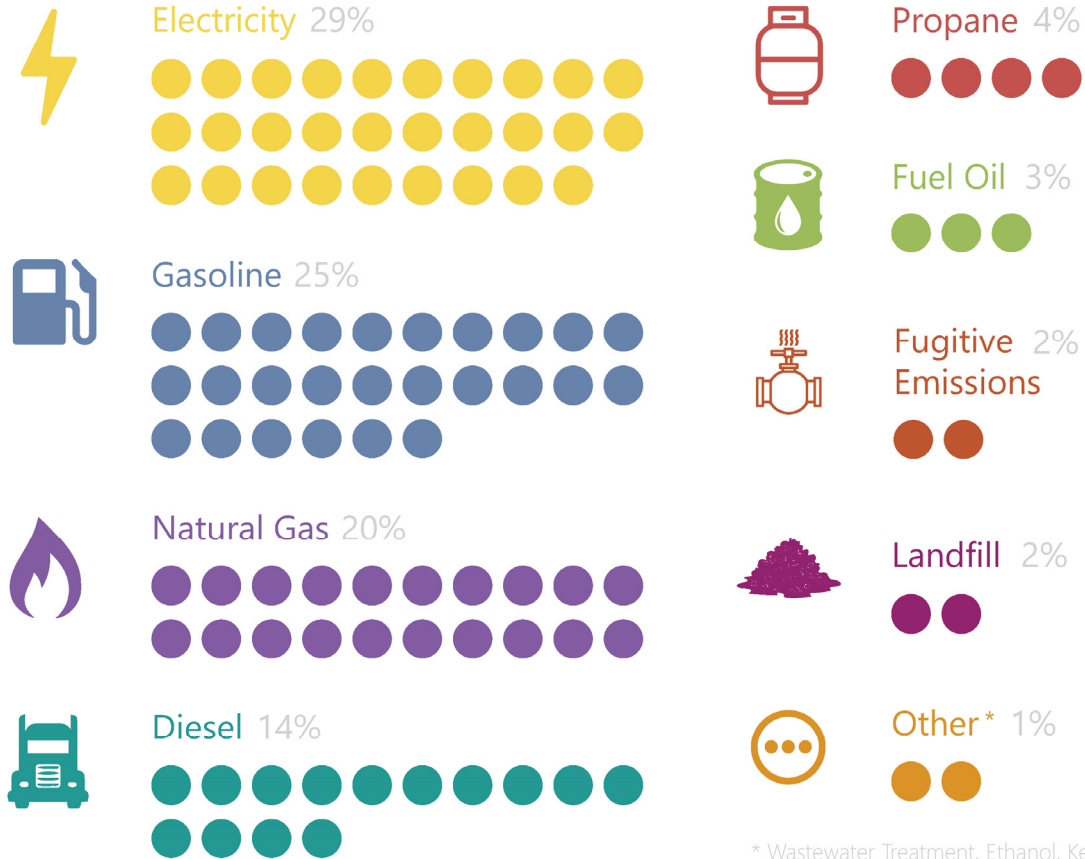 Electricity 29%
Gasoline 25%
Natural Gas 20%
Diesel 14%
Propane 4%
Fuel Oil 3%
Fugitive 2%
Emissions
Landfill 2%
Other* 1%
* Wastewater Treatment, Ethanol,